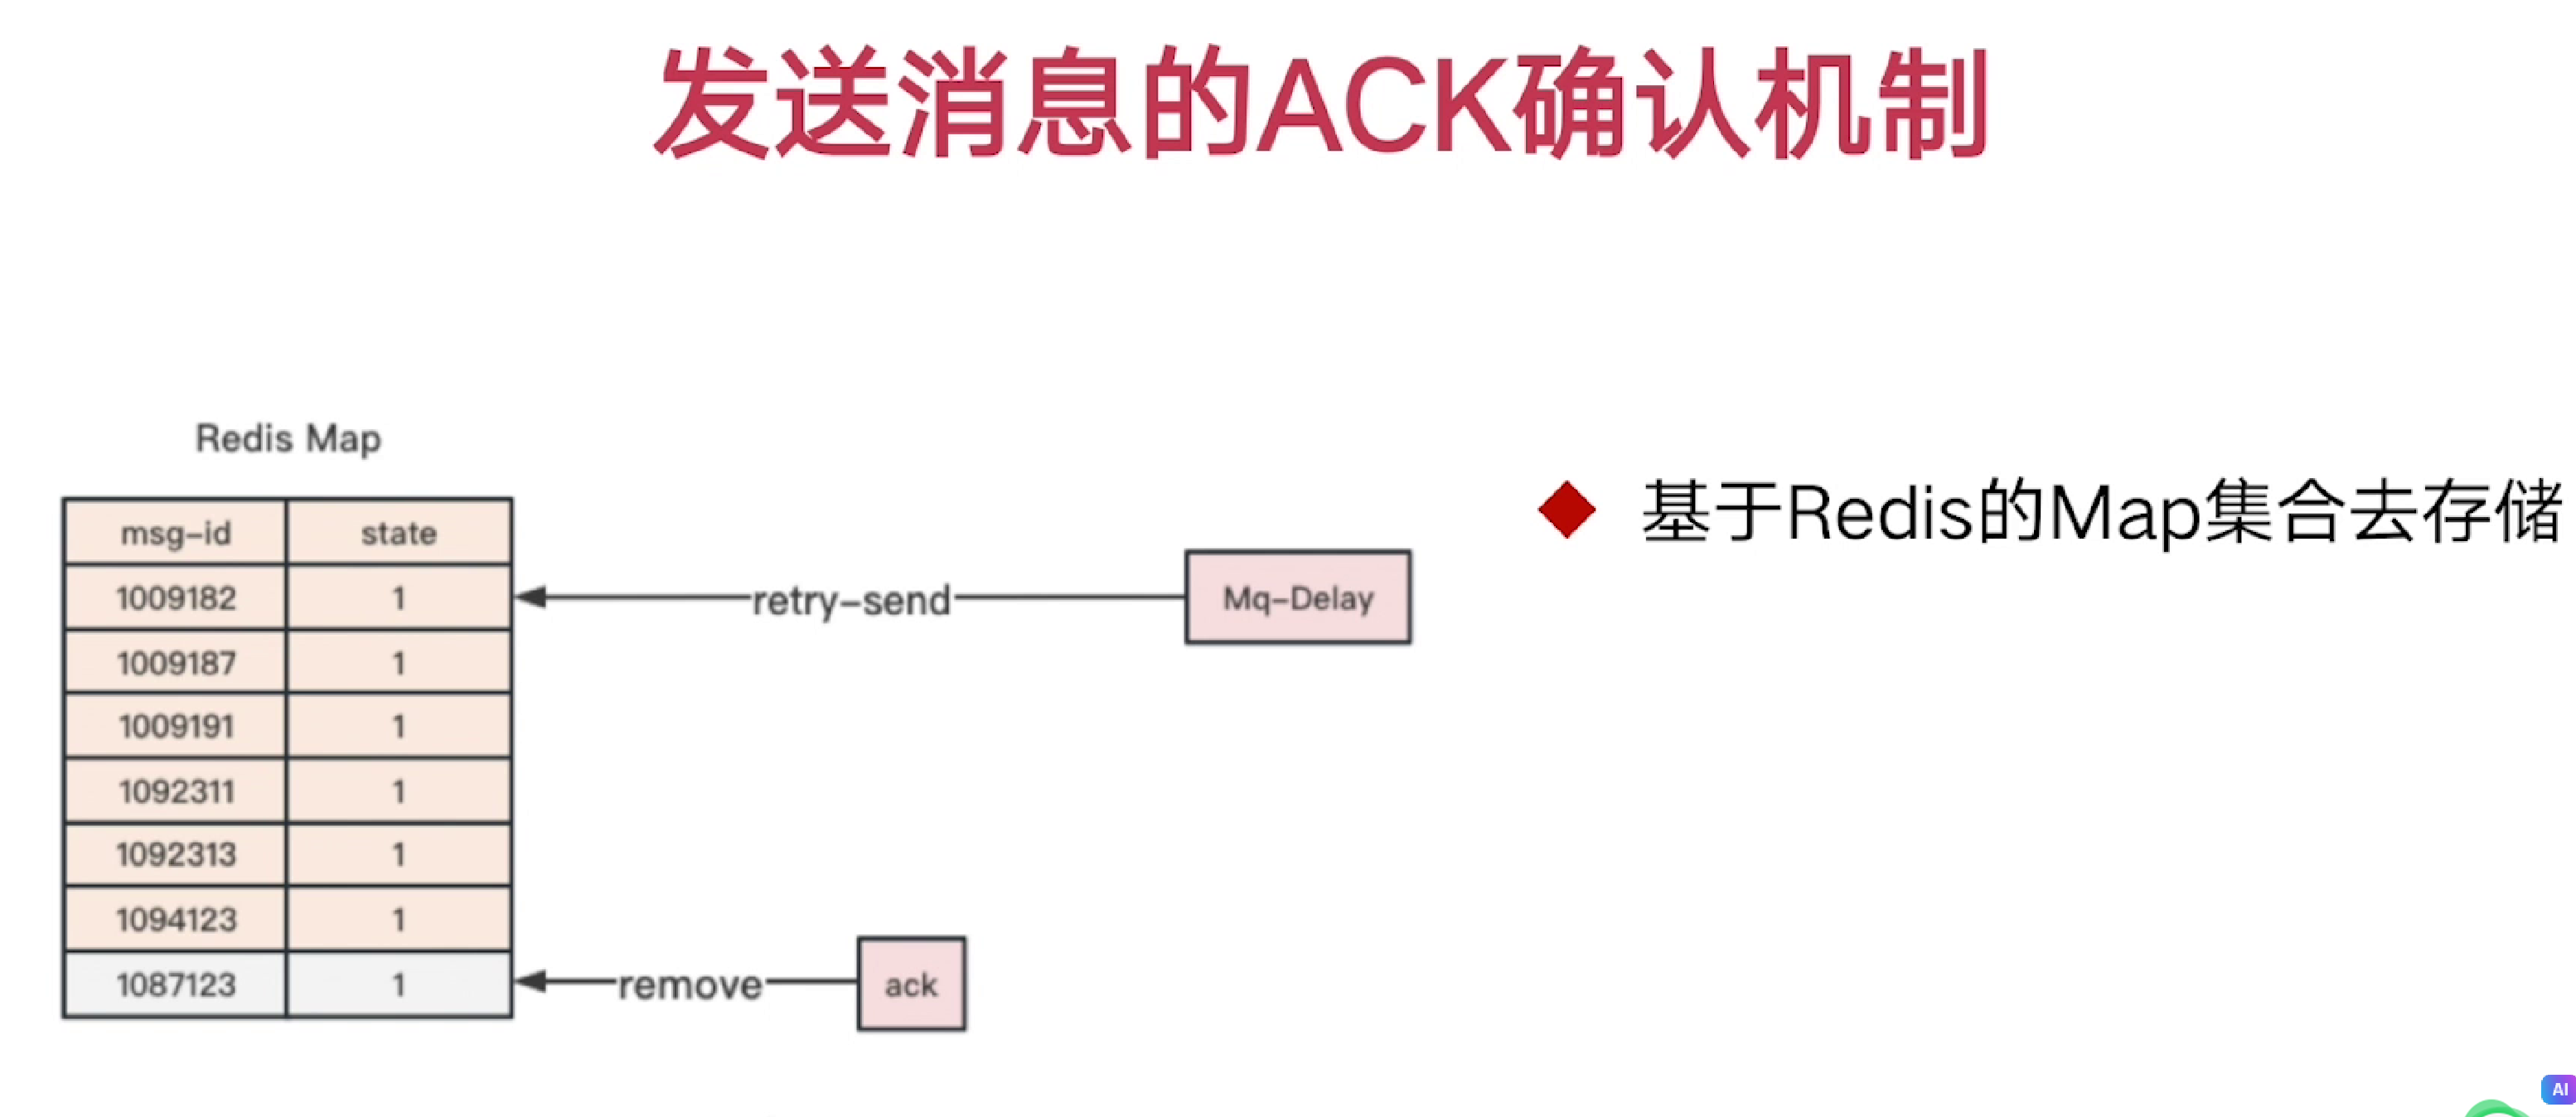 发送消息的ACK确认机制
Redis Map
msg-id state
1009182 1
1009187 1
1009191 1
1092311 1
1092313 1
1094123 1
1087123 1
retry-send
Mq-Delay
remove
ack
基于Redis的Map集合去存储
AI